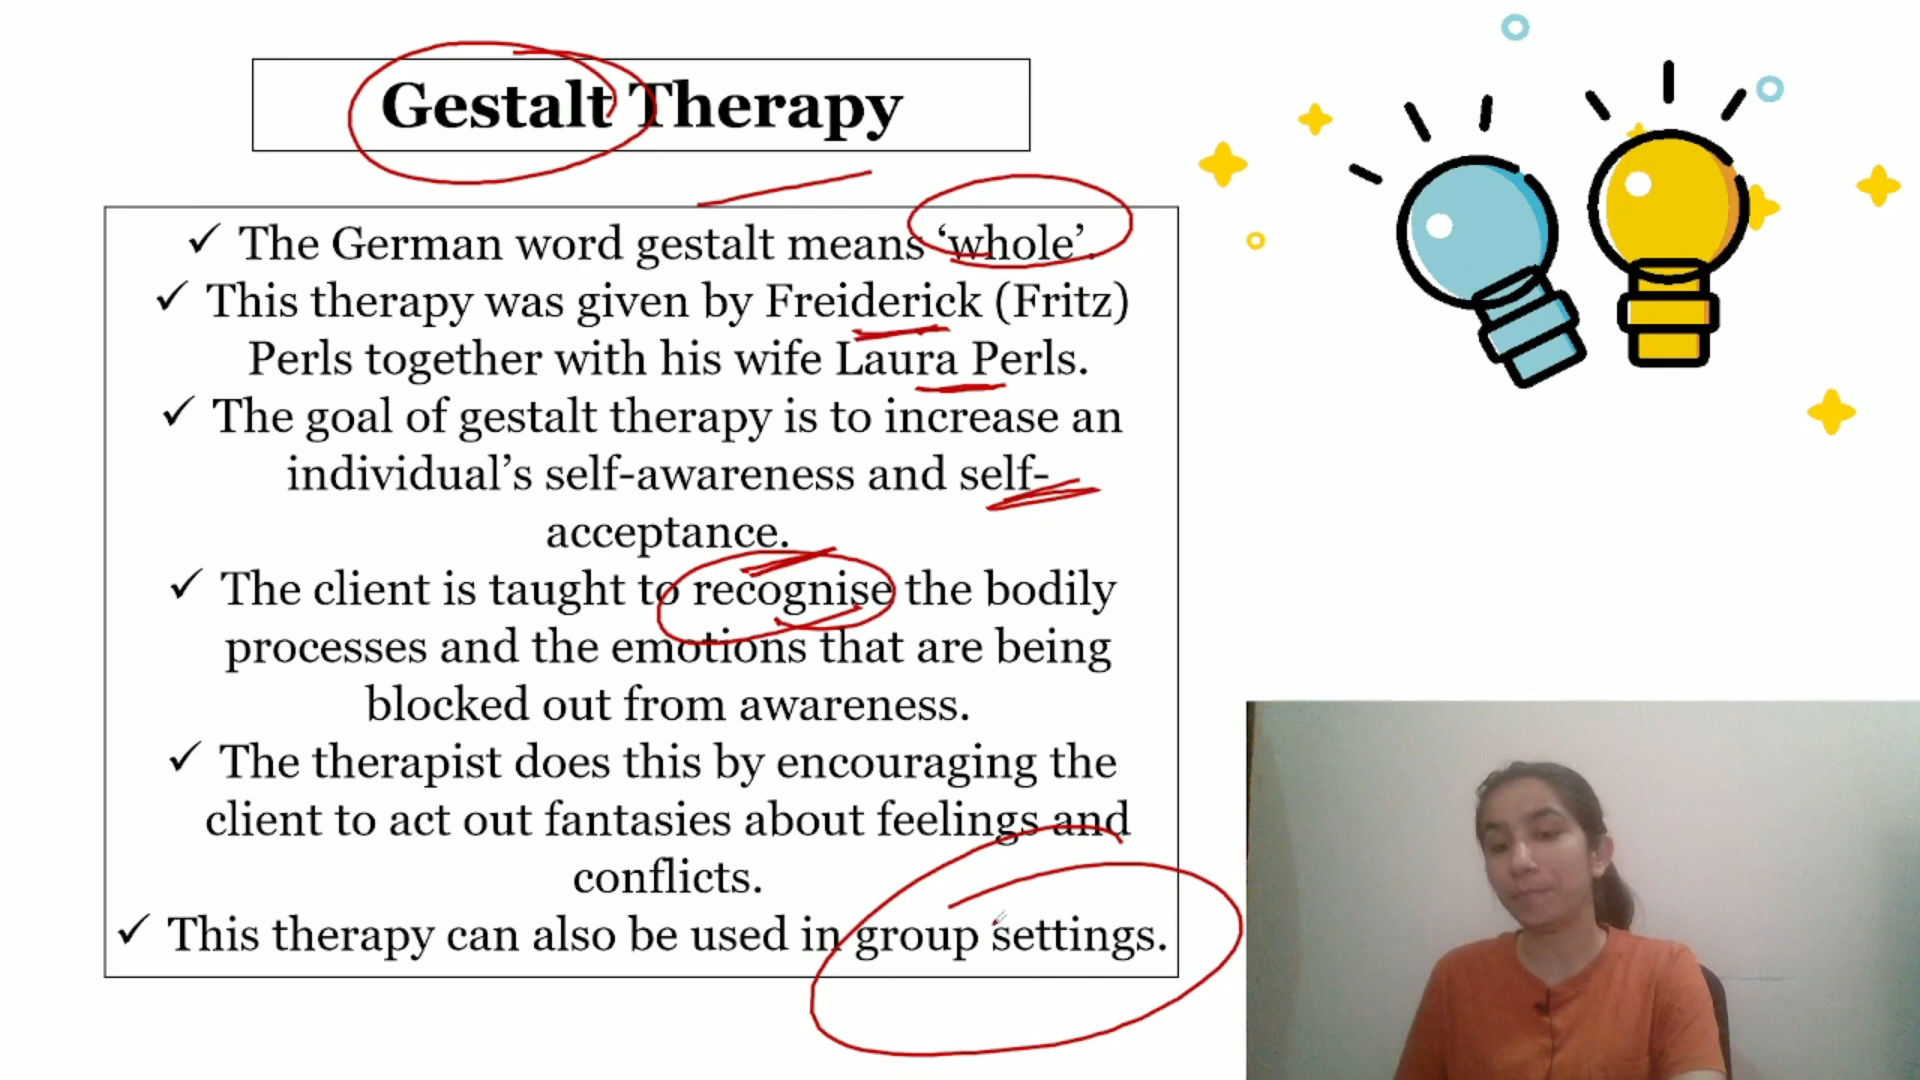 Gestalt Therapy
✓ The German word gestalt means ‘whole’.
✓ This therapy was given by Freiderick (Fritz)
Perls together with his wife Laura Perls.
✓ The goal of gestalt therapy is to increase an
individual’s self-awareness and self-
acceptance.
✓ The client is taught to recognise the bodily
processes and the emotions that are being
blocked out from awareness.
✓ The therapist does this by encouraging the
client to act out fantasies about feelings and
conflicts.
✓ This therapy can also be used in group settings.